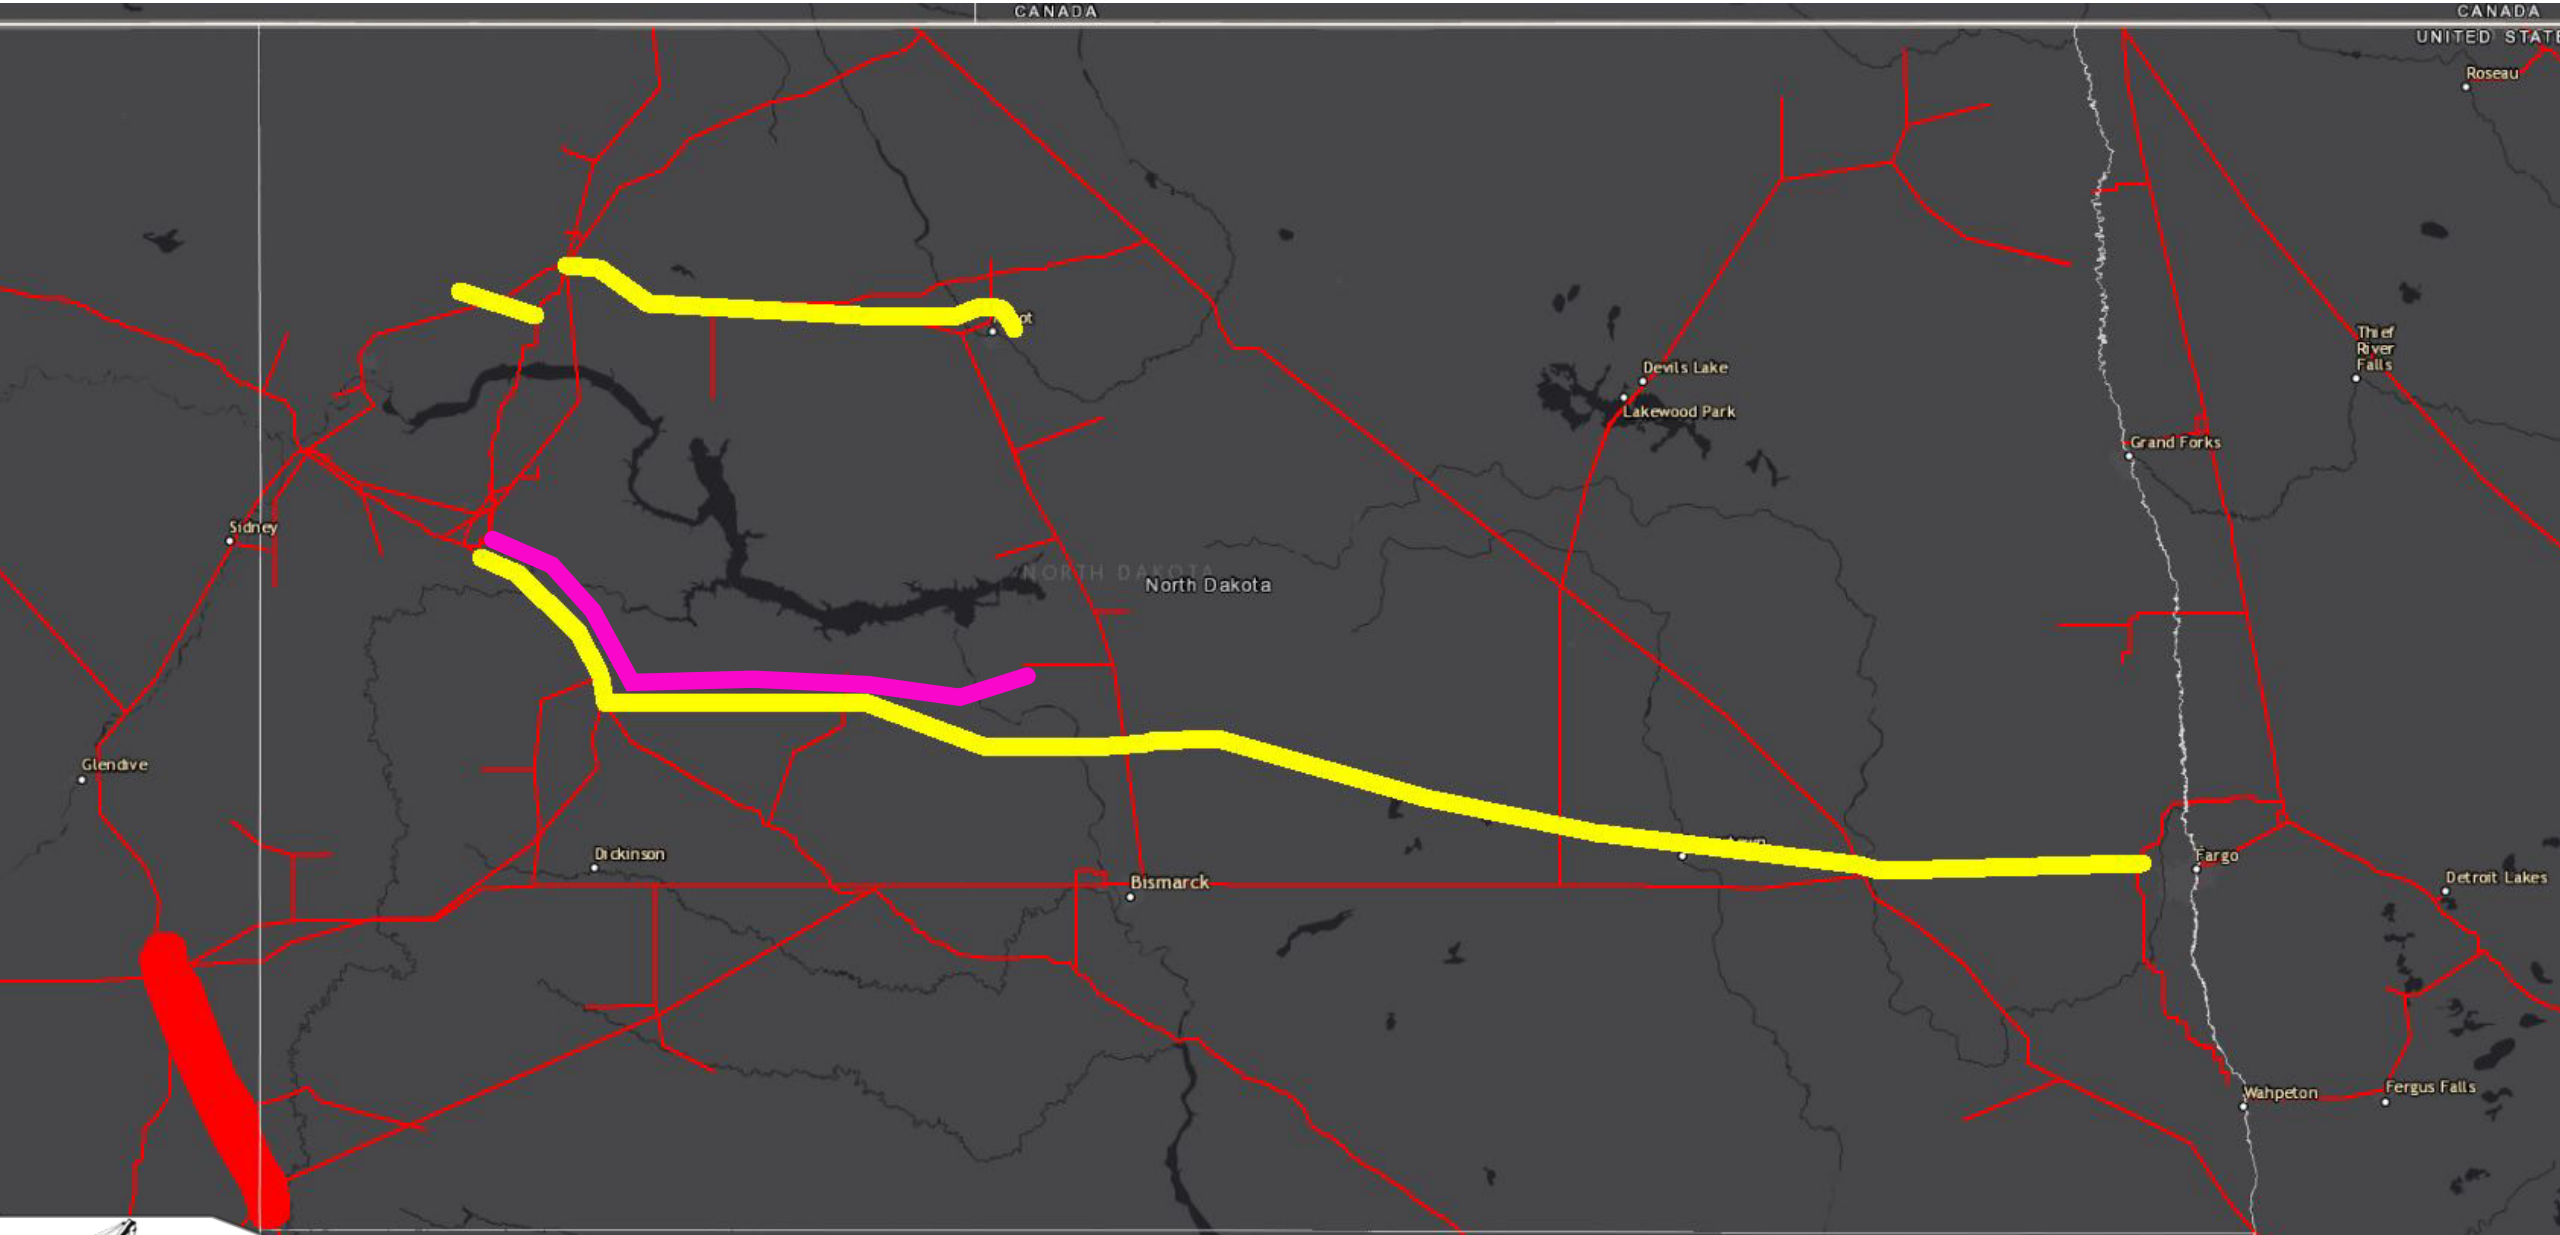 CANADA
CANADA
UNITED STATE
Roseau
ot
Thief
River
Falls
Devils Lake
Lakewood Park
Grand Forks
Sidney
NORTH DAKOTA
North Dakota
Glendive
Dickinson
Fargo
Bismarck
Detroit Lakes
Wahpeton
Fergus Falls